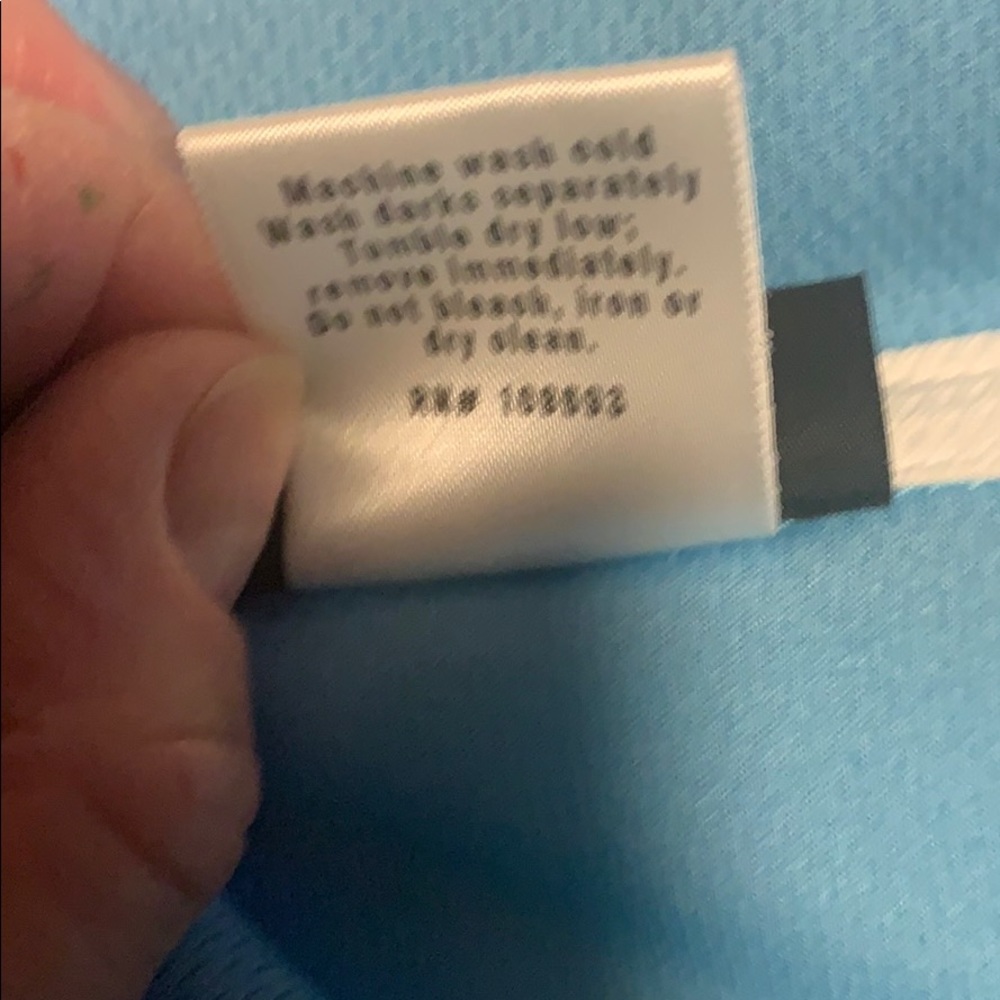 Machine wash cold
Wash darks separately
Tumble dry low;
remove immediately.
Do not bleach, iron or
dry clean.
RN#